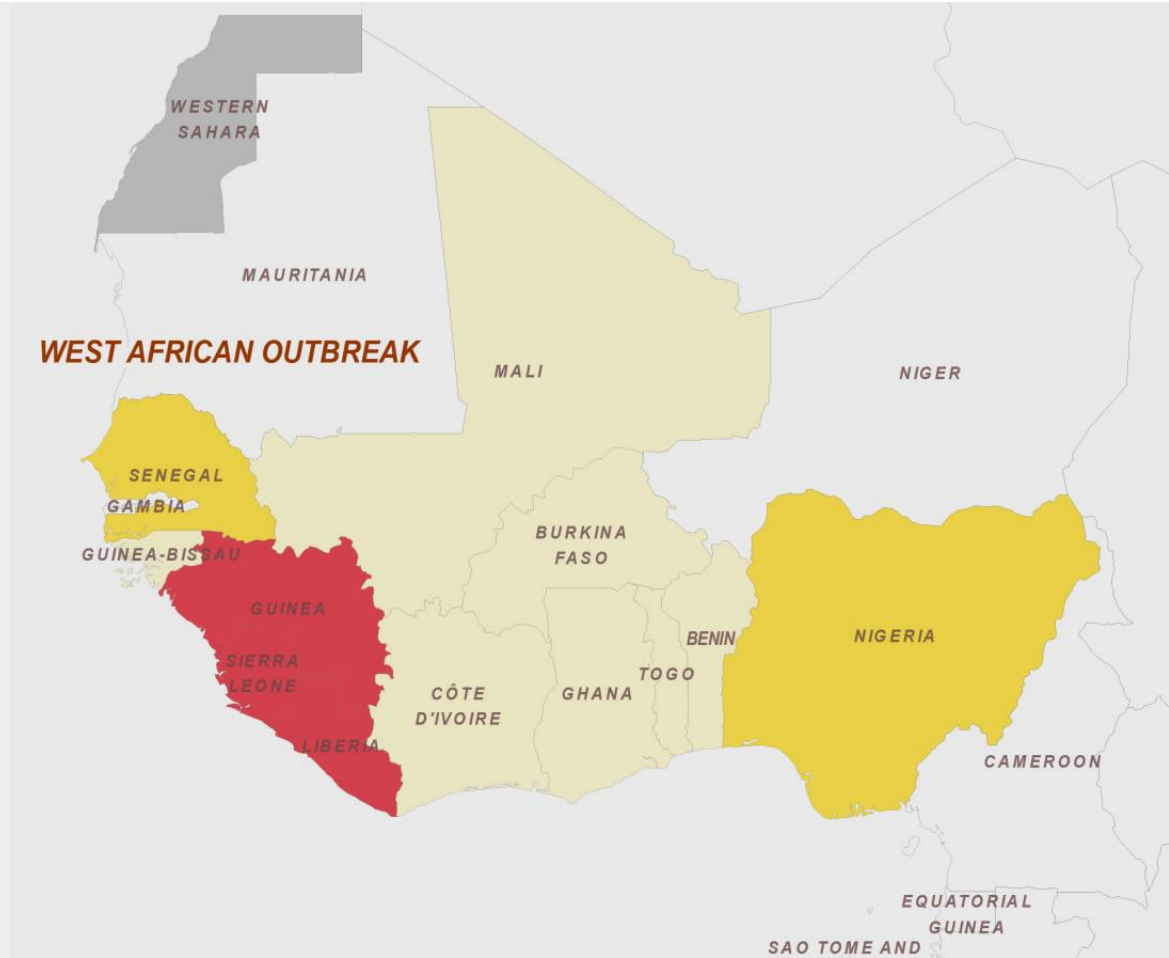 WESTERN
SAHARA
MAURITANIA
WEST AFRICAN OUTBREAK
MALI
NIGER
SENEGAL
GAMBIA
GUINEA-BISSAU
BURKINA
FASO
GUINEA
SIERRA
LEONE
LIBERIA
CÔTE
D'IVOIRE
GHANA
TOGO
BENIN
NIGERIA
CAMEROON
EQUATORIAL
GUINEA
SAO TOME AND